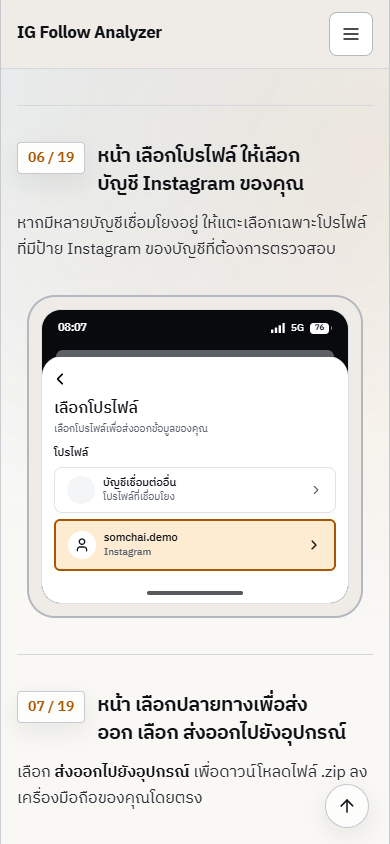 IG Follow Analyzer
06 / 19
หน้า เลือกโปรไฟล์ ให้เลือก
บัญชี Instagram ของคุณ
หากมีหลายบัญชีเชื่อมโยงอยู่ ให้แตะเลือกเฉพาะโปรไฟล์
ที่มีป้าย Instagram ของบัญชีที่ต้องการตรวจสอบ
08:07 5G 76
เลือกโปรไฟล์
เลือกโปรไฟล์เพื่อส่งออกข้อมูลของคุณ
โปรไฟล์
บัญชีเชื่อมต่ออื่น
โปรไฟล์ที่เชื่อมโยง
somchai.demo
Instagram
07 / 19
หน้า เลือกปลายทางเพื่อส่ง
ออก เลือก ส่งออกไปยังอุปกรณ์
เลือก ส่งออกไปยังอุปกรณ์ เพื่อดาวน์โหลดไฟล์ .zip ลง
เครื่องมือถือของคุณโดยตรง